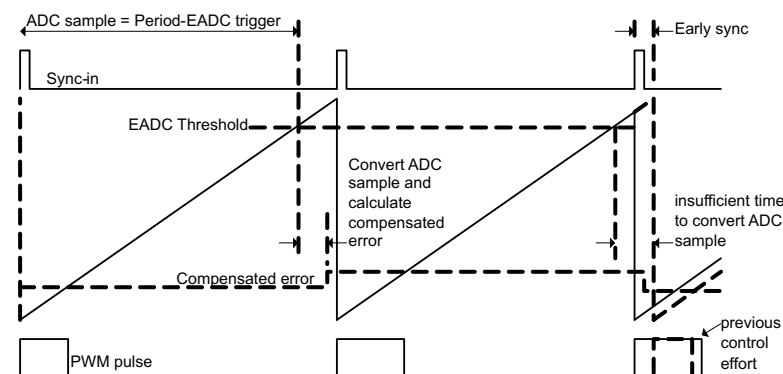 ADC sample = Period-EADC trigger
Early sync
Sync-in
EADC Threshold
Convert ADC
sample and
calculate
compensated
error
insufficient time
to convert ADC
sample
Compensated error
PWM pulse
previous
control
effort